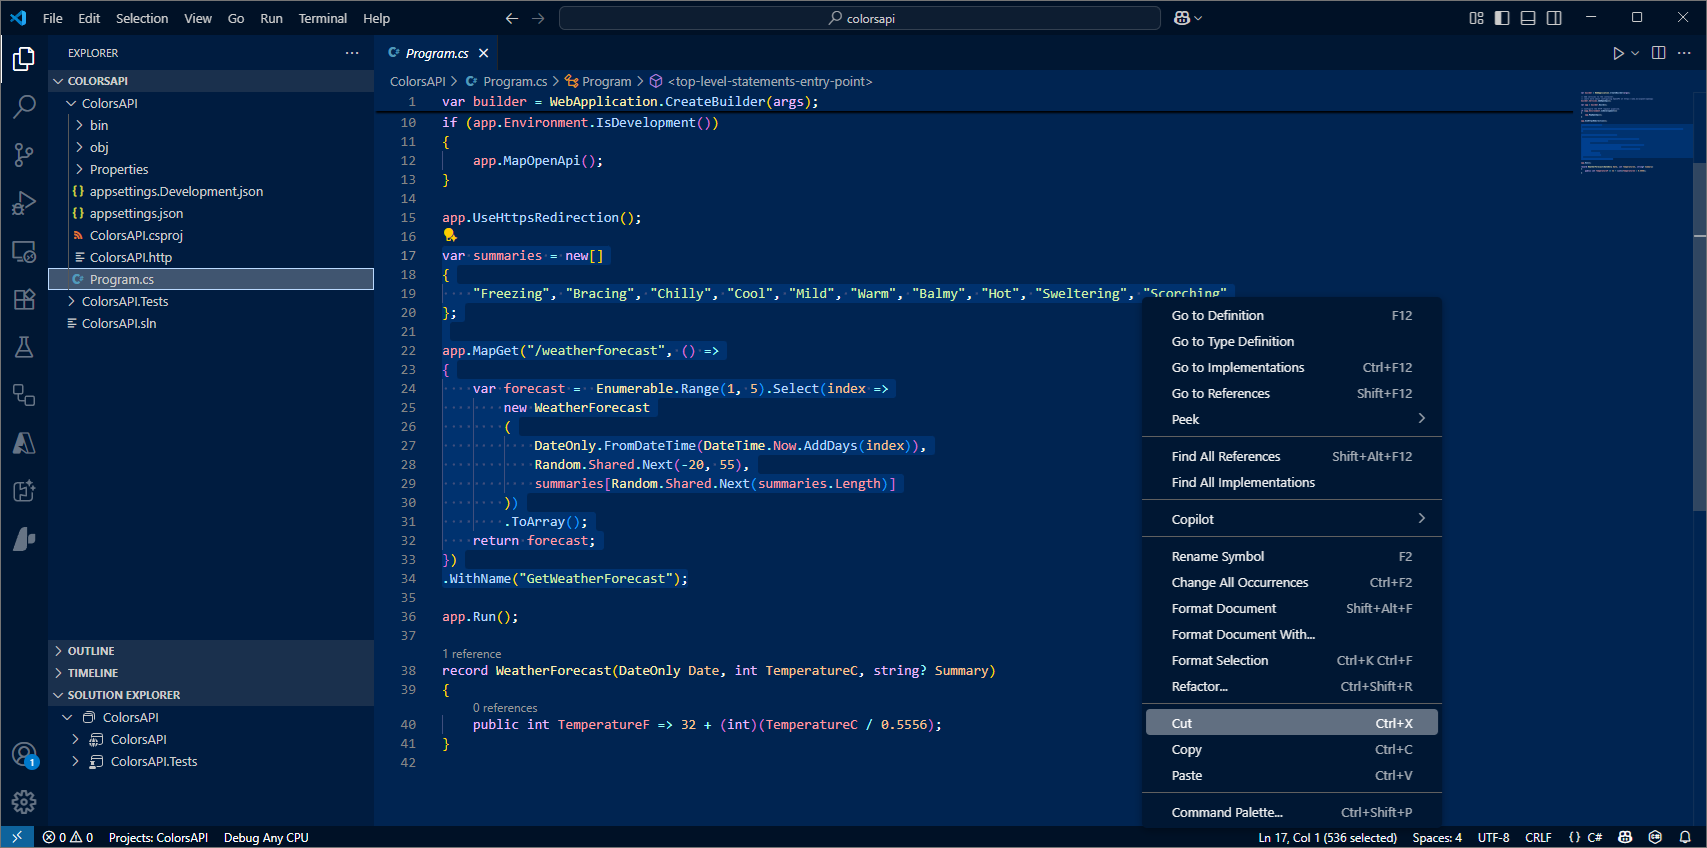 File Edit Selection View Go Run Terminal Help
colorsapi
EXPLORER
COLORSAPI
ColorsAPI
bin
obj
Properties
{} appsettings.Development.json
{} appsettings.json
ColorsAPI.csproj
ColorsAPI.http
Program.cs
ColorsAPI.Tests
ColorsAPI.sln
OUTLINE
TIMELINE
SOLUTION EXPLORER
ColorsAPI
ColorsAPI
ColorsAPI.Tests
1
Program.cs
ColorsAPI > Program.cs > Program > <top-level-statements-entry-point>
1 var builder = WebApplication.CreateBuilder(args);
10 if (app.Environment.IsDevelopment())
11 {
12 app.MapOpenApi();
13 }
14
15 app.UseHttpsRedirection();
16
17 var summaries = new[]
18 {
19 "Freezing", "Bracing", "Chilly", "Cool", "Mild", "Warm", "Balmy", "Hot", "Sweltering", "Scorching"
20 };
21
22 app.MapGet("/weatherforecast", () =>
23 {
24 var forecast = Enumerable.Range(1, 5).Select(index =>
25 new WeatherForecast
26 (
27 DateOnly.FromDateTime(DateTime.Now.AddDays(index)),
28 Random.Shared.Next(-20, 55),
29 summaries[Random.Shared.Next(summaries.Length)]
30 ))
31 .ToArray();
32 return forecast;
33 })
34 .WithName("GetWeatherForecast");
35
36 app.Run();
37
1 reference
38 record WeatherForecast(DateOnly Date, int TemperatureC, string? Summary)
39 {
0 references
40 public int TemperatureF => 32 + (int)(TemperatureC / 0.5556);
41 }
42
Go to Definition F12
Go to Type Definition
Go to Implementations Ctrl+F12
Go to References Shift+F12
Peek
Find All References Shift+Alt+F12
Find All Implementations
Copilot
Rename Symbol F2
Change All Occurrences Ctrl+F2
Format Document Shift+Alt+F
Format Document With...
Format Selection Ctrl+K Ctrl+F
Refactor... Ctrl+Shift+R
Cut Ctrl+X
Copy Ctrl+C
Paste Ctrl+V
Command Palette... Ctrl+Shift+P
0 0 Projects: ColorsAPI Debug Any CPU Ln 17, Col 1 (536 selected) Spaces: 4 UTF-8 CRLF {} C#